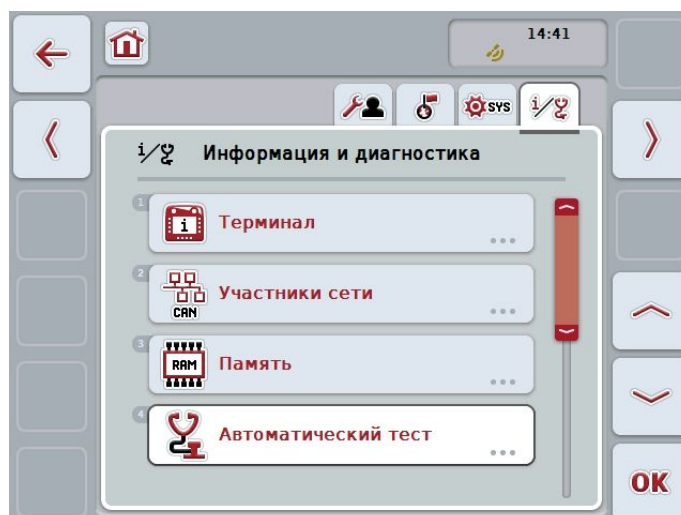 14:41
SYS
i
Информация и диагностика
1
Терминал
2
Участники сети
CAN
3
RAM
Память
4
Автоматический тест
OK